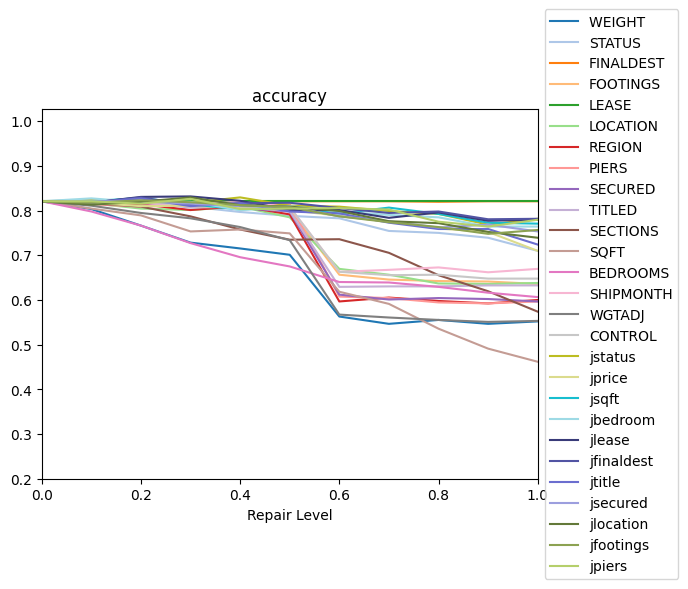 accuracy
1.0
0.9
0.8
0.7
0.6
0.5
0.4
0.3
0.2
0.0
0.2
0.4
0.6
0.8
1.0
Repair Level
WEIGHT
STATUS
FINALDEST
FOOTINGS
LEASE
LOCATION
REGION
PIERS
SECURED
TITLED
SECTIONS
SQFT
BEDROOMS
SHIPMONTH
WGTADJ
CONTROL
jstatus
jprice
jsqft
jbedroom
jlease
jfinaldest
jtitle
jsecured
jlocation
jfootings
jpiers